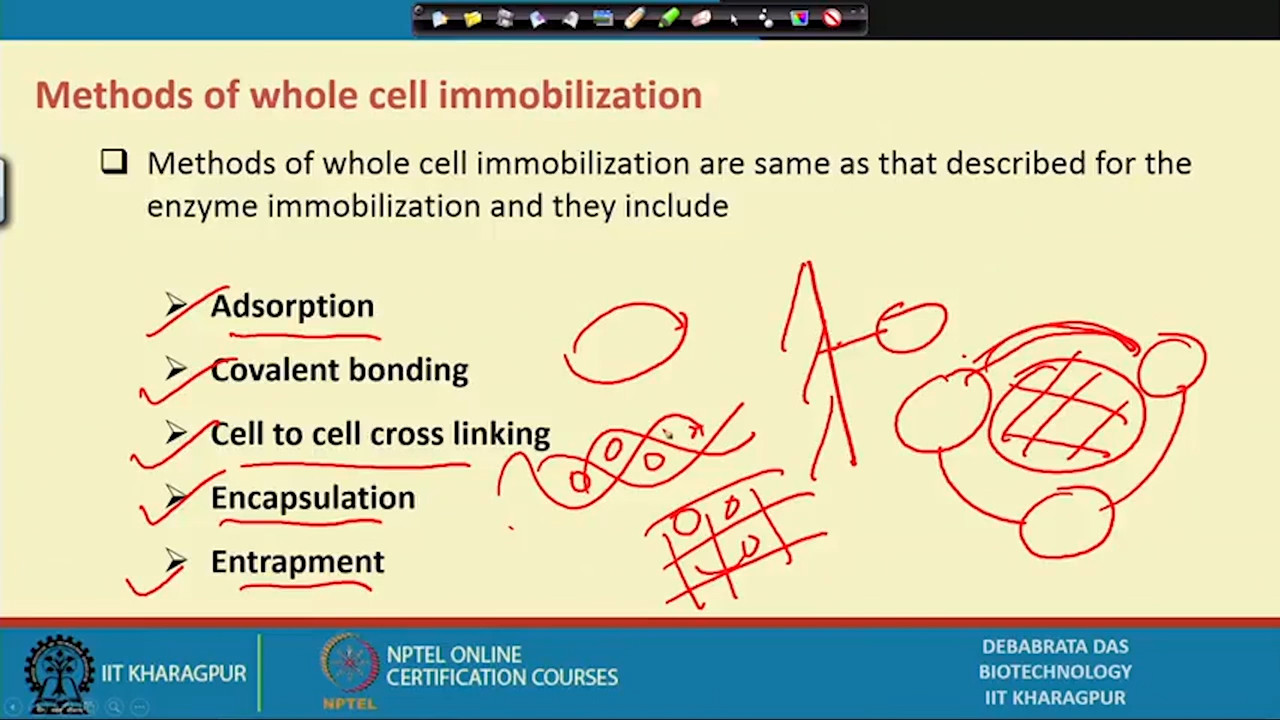 Methods of whole cell immobilization
Methods of whole cell immobilization are same as that described for the
enzyme immobilization and they include
Adsorption
Covalent bonding
Cell to cell cross linking
Encapsulation
Entrapment
IIT KHARAGPUR
NPTEL
NPTEL ONLINE
CERTIFICATION COURSES
DEBABRATA DAS
BIOTECHNOLOGY
IIT KHARAGPUR